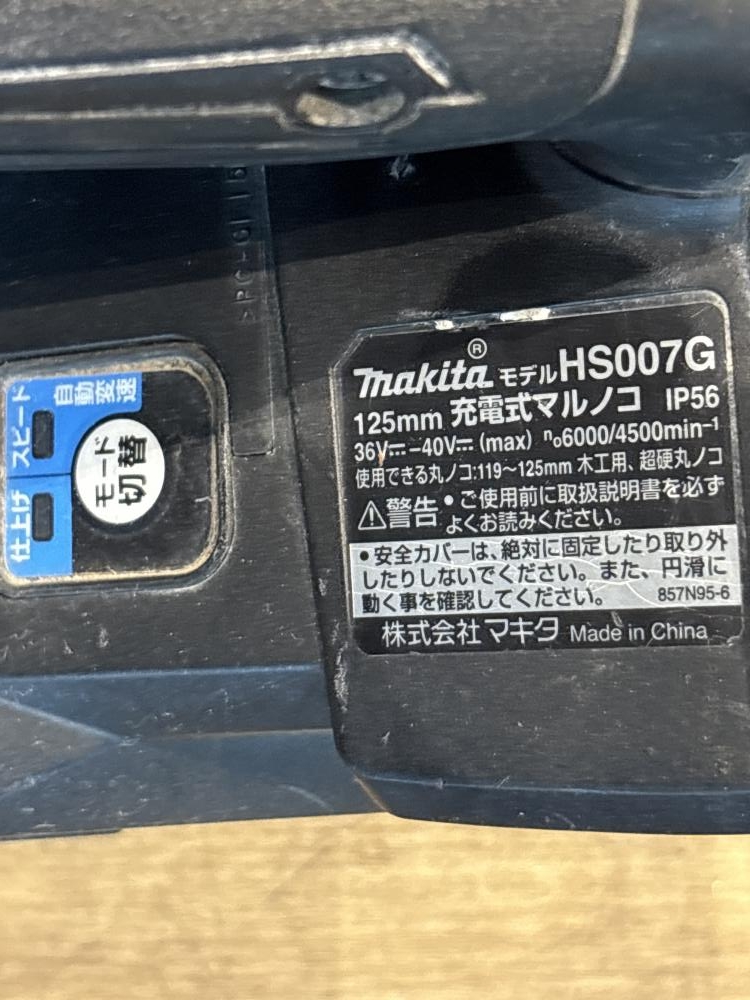 >PC-GF15
自動変速
スピード
モード
切替
仕上げ
makita® モデル HS007G
125mm 充電式マルノコ IP56
36V⎓-40V⎓ (max) n₀6000/4500min⁻¹
使用できる丸ノコ:119〜125mm 木工用、超硬丸ノコ
⚠警告 •ご使用前に取扱説明書を必ず
よくお読みください。
•安全カバーは、絶対に固定したり取り外
したりしないでください。また、円滑に
動く事を確認してください。 857N95-6
株式会社マキタ Made in China